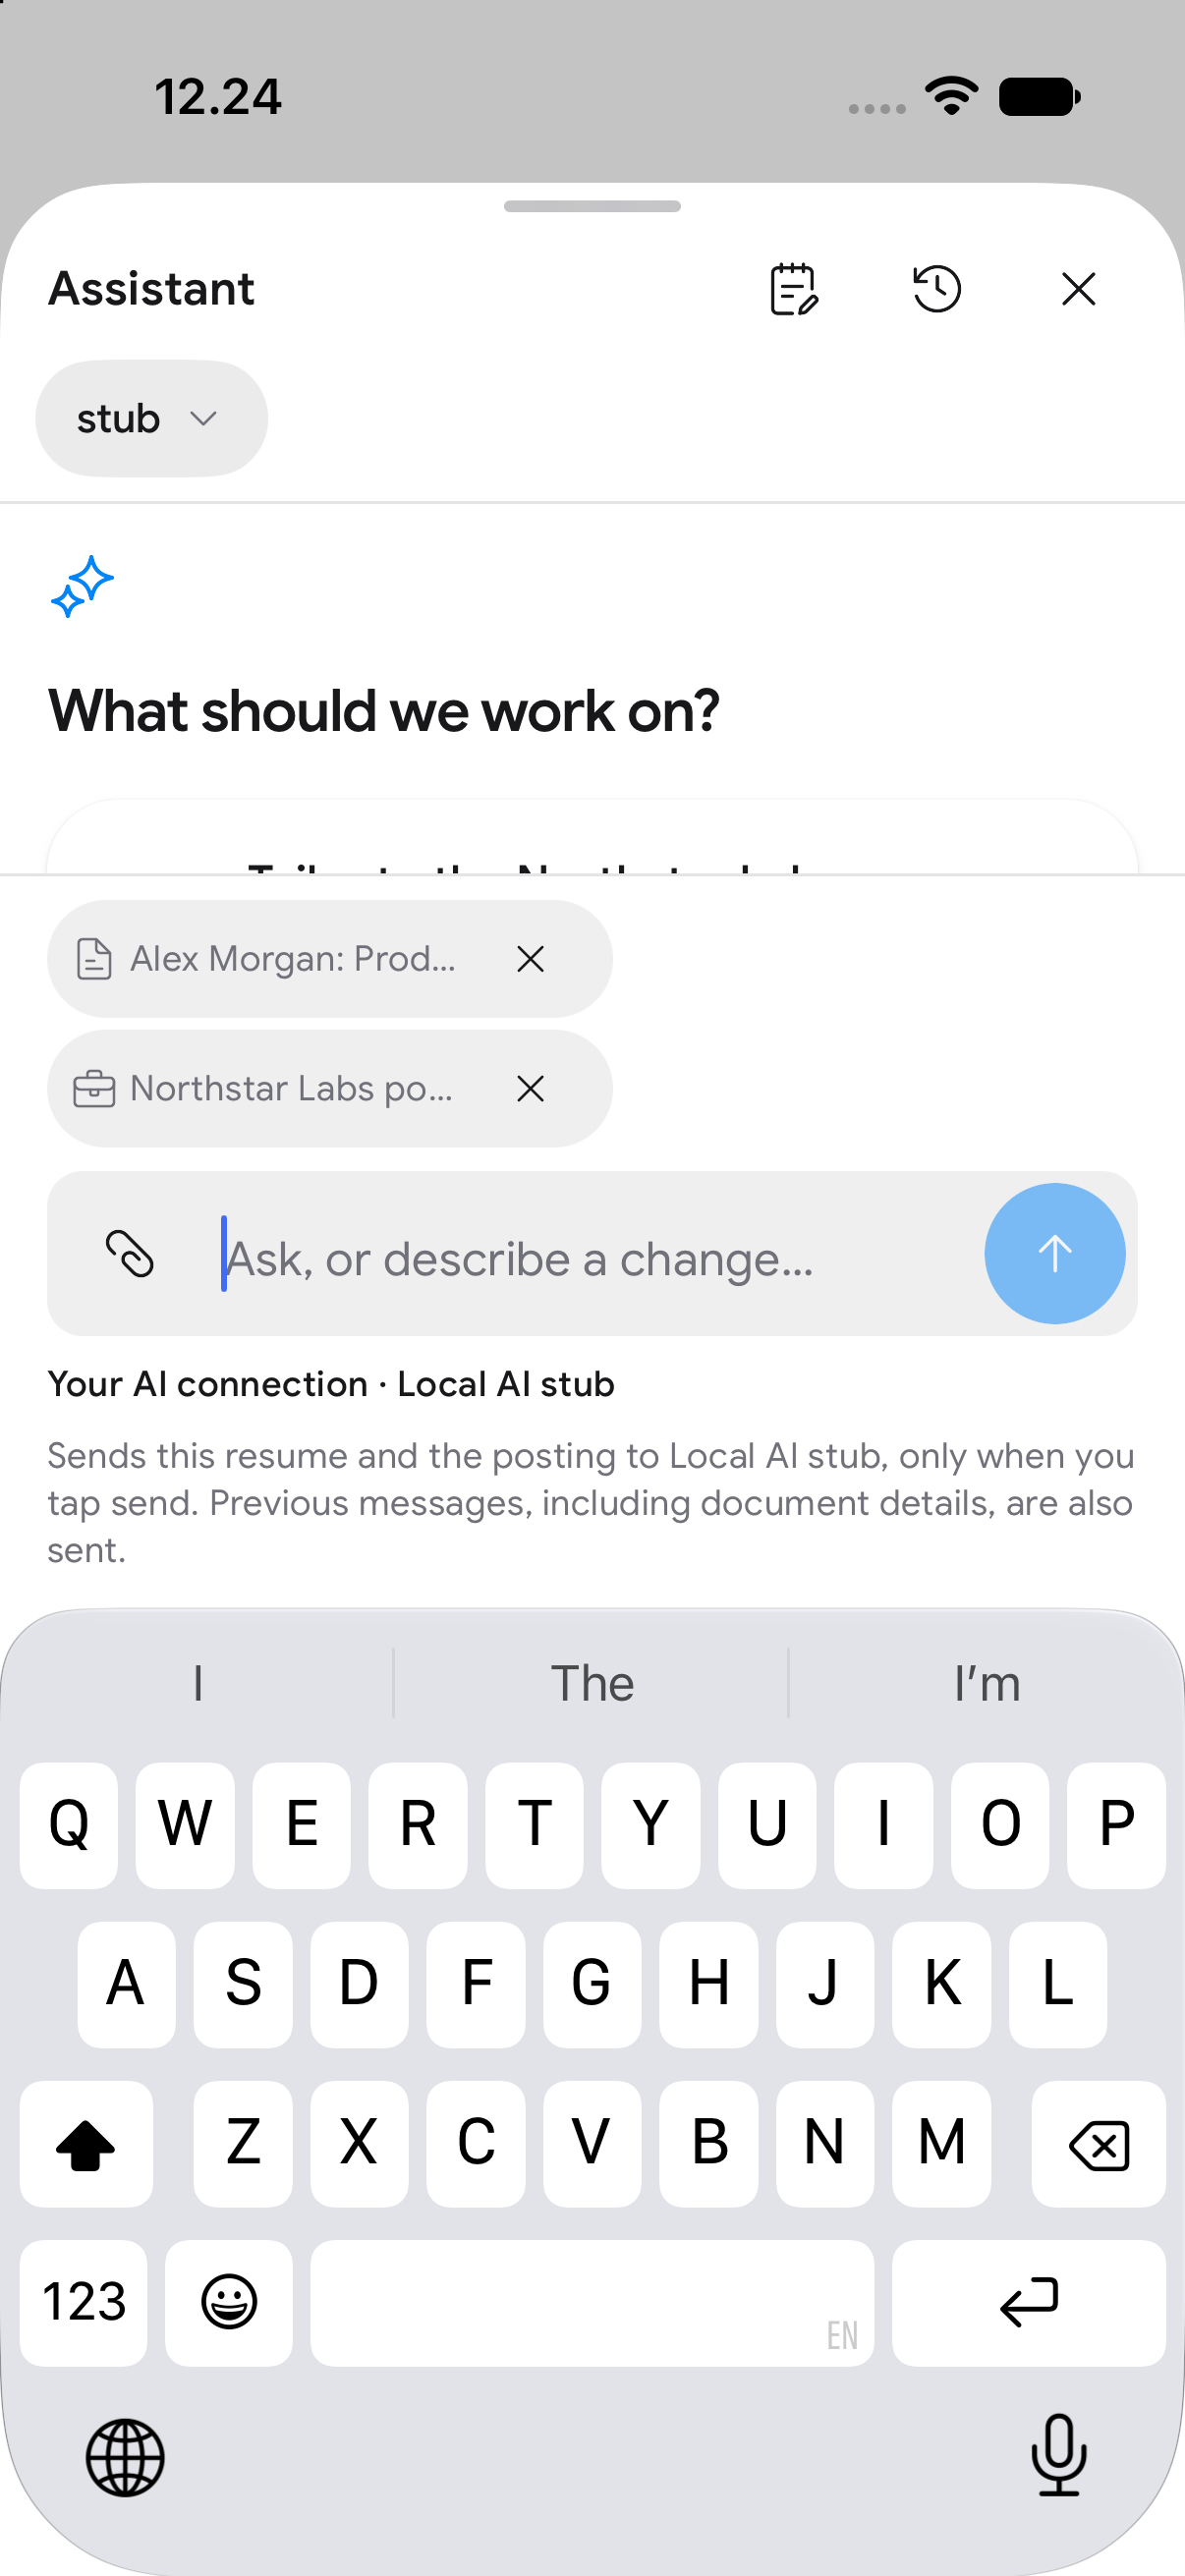 12.24
Assistant
stub
What should we work on?
Alex Morgan: Prod...
Northstar Labs po...
Ask, or describe a change...
Your AI connection · Local AI stub
Sends this resume and the posting to Local AI stub, only when you
tap send. Previous messages, including document details, are also
sent.
I The I'm
Q W E R T Y U I O P
A S D F G H J K L
Z X C V B N M
123
EN